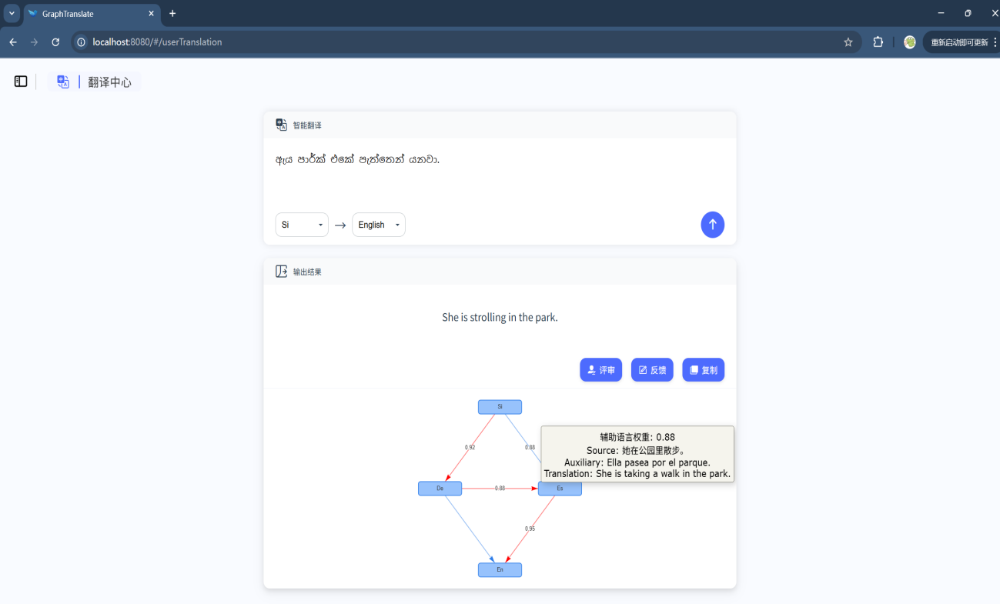 GraphTranslate
localhost:8080/#/userTranslation
重新启动即可更新
翻译中心
智能翻译
ඇය පාර්ක් එකේ පැත්තෙන් යනවා.
Si
English
输出结果
She is strolling in the park.
评审
反馈
复制
Si
0.92
0.88
辅助语言权重: 0.88
Source: 她在公园里散步。
Auxiliary: Ella pasea por el parque.
Translation: She is taking a walk in the park.
De
0.88
Es
0.95
En